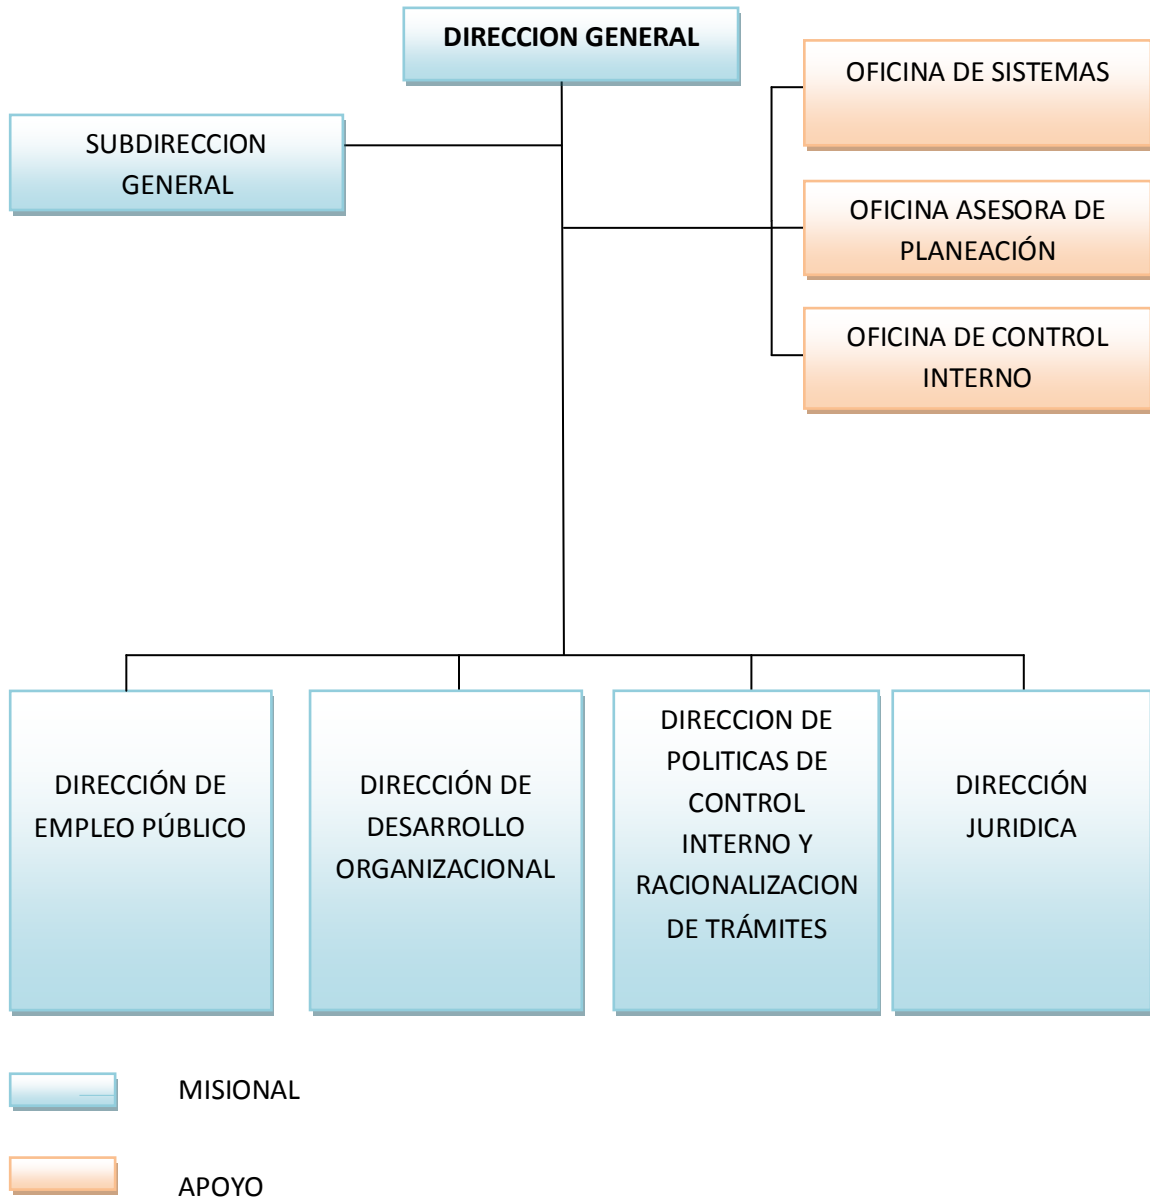 DIRECCION GENERAL
OFICINA DE SISTEMAS
SUBDIRECCION
GENERAL
OFICINA ASESORA DE
PLANEACIÓN
OFICINA DE CONTROL
INTERNO
DIRECCIÓN DE
EMPLEO PÚBLICO
DIRECCIÓN DE
DESARROLLO
ORGANIZACIONAL
DIRECCION DE
POLITICAS DE
CONTROL
INTERNO Y
RACIONALIZACION
DE TRÁMITES
DIRECCIÓN
JURIDICA
MISIONAL
APOYO